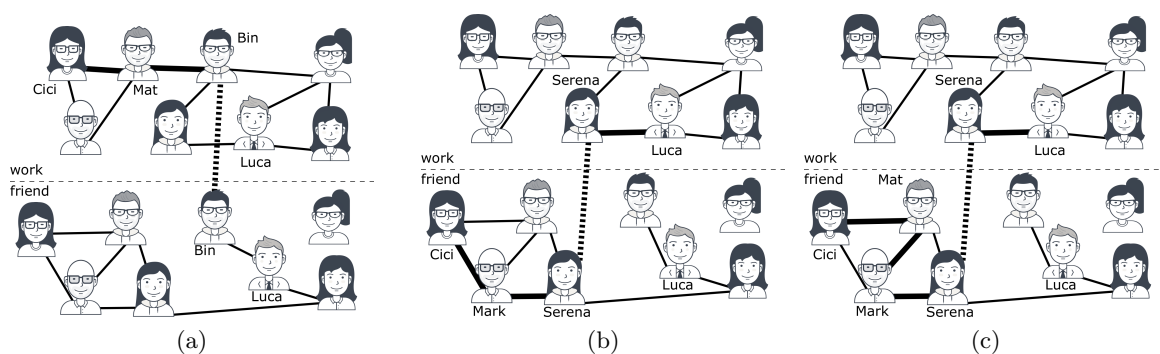 Bin
Cici
Mat
Luca
work
friend
Bin
Luca
(a)
Serena
Luca
work
friend
Cici
Luca
Mark
Serena
(b)
Serena
Luca
work
friend
Mat
Cici
Luca
Mark
Serena
(c)